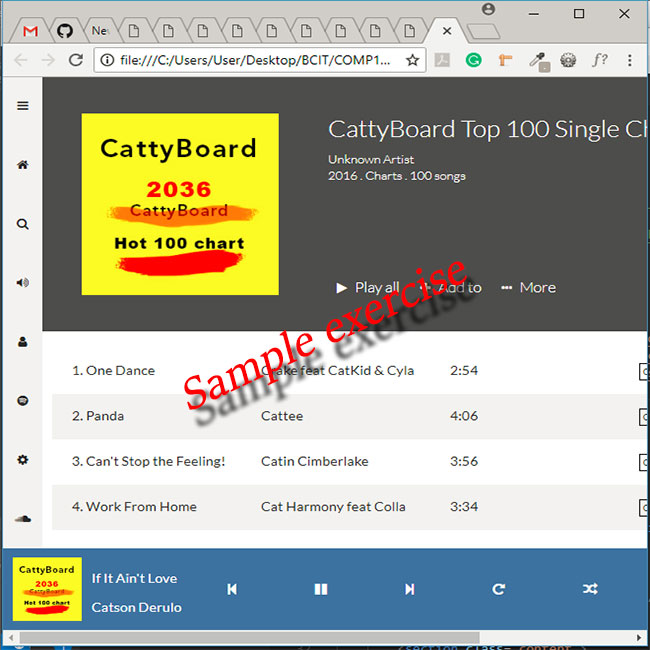 Ne
file:///C:/Users/User/Desktop/BCIT/COMP1...
f?
CattyBoard
2036
CattyBoard
Hot 100 chart
CattyBoard Top 100 Single Ch
Unknown Artist
2016 . Charts . 100 songs
Play all
Add to
More
Sample exercise
1. One Dance Drake feat CatKid & Cyla 2:54
2. Panda Cattee 4:06
3. Can't Stop the Feeling! Catin Cimberlake 3:56
4. Work From Home Cat Harmony feat Colla 3:34
CattyBoard
2036
CattyBoard
Hot 100 chart
If It Ain't Love
Catson Derulo